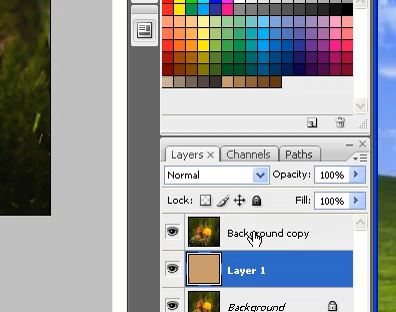 Layers × Channels Paths
Normal Opacity: 100%
Lock: Fill: 100%
Background copy
Layer 1
Background